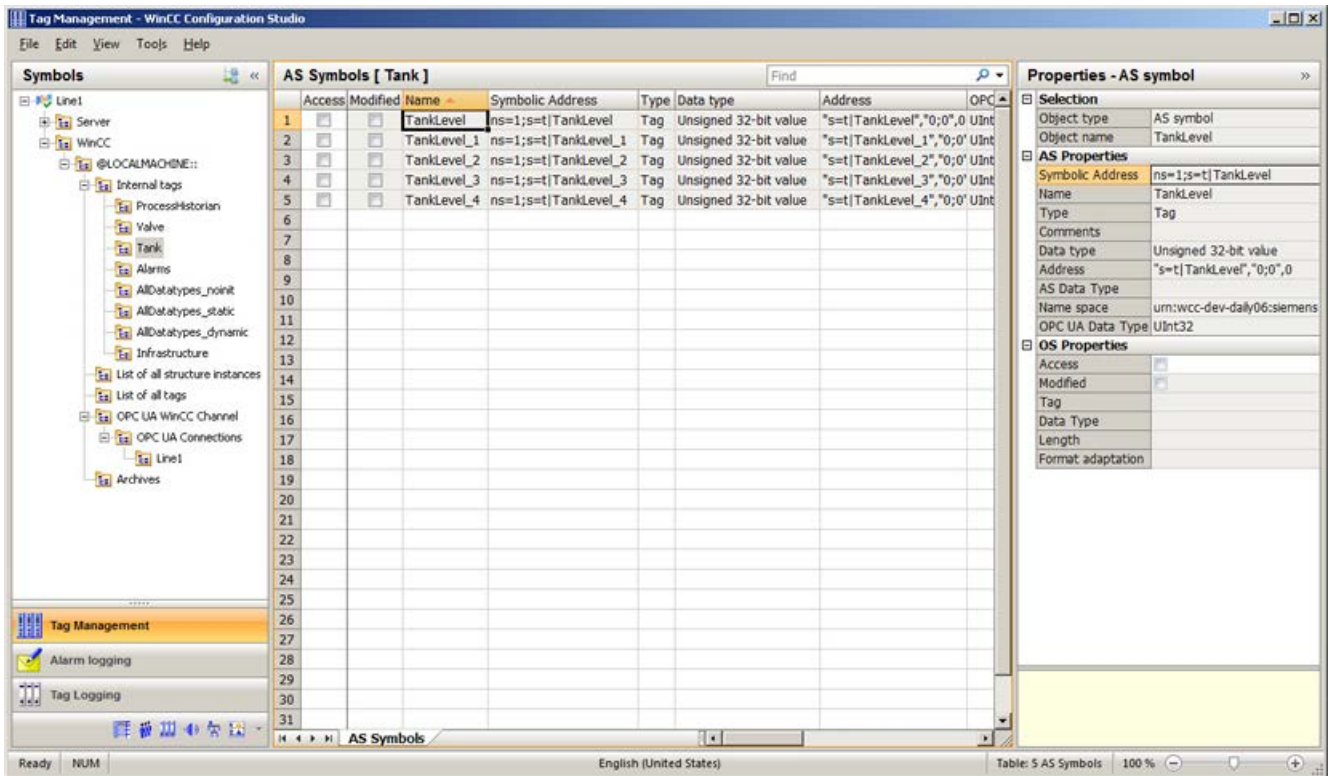 Tag Management - WinCC Configuration Studio
File Edit View Tools Help
Symbols «
Line1
Server
WinCC
@LOCALMACHINE::
Internal tags
ProcessHistorian
Valve
Tank
Alarms
AllDatatypes_noinit
AllDatatypes_static
AllDatatypes_dynamic
Infrastructure
List of all structure instances
List of all tags
OPC UA WinCC Channel
OPC UA Connections
Line1
Archives
Tag Management
Alarm logging
Tag Logging
AS Symbols [ Tank ] Find
Access Modified Name Symbolic Address Type Data type Address OPC
1 TankLevel ns=1;s=t|TankLevel Tag Unsigned 32-bit value "s=t|TankLevel","0;0",0 UInt
2 TankLevel_1 ns=1;s=t|TankLevel_1 Tag Unsigned 32-bit value "s=t|TankLevel_1","0;0" UInt
3 TankLevel_2 ns=1;s=t|TankLevel_2 Tag Unsigned 32-bit value "s=t|TankLevel_2","0;0" UInt
4 TankLevel_3 ns=1;s=t|TankLevel_3 Tag Unsigned 32-bit value "s=t|TankLevel_3","0;0" UInt
5 TankLevel_4 ns=1;s=t|TankLevel_4 Tag Unsigned 32-bit value "s=t|TankLevel_4","0;0" UInt
6
7
8
9
10
11
12
13
14
15
16
17
18
19
20
21
22
23
24
25
26
27
28
29
30
31
AS Symbols
Properties - AS symbol »
Selection
Object type AS symbol
Object name TankLevel
AS Properties
Symbolic Address ns=1;s=t|TankLevel
Name TankLevel
Type Tag
Comments
Data type Unsigned 32-bit value
Address "s=t|TankLevel","0;0",0
AS Data Type
Name space urn:wcc-dev-daily06:siemens
OPC UA Data Type UInt32
OS Properties
Access
Modified
Tag
Data Type
Length
Format adaptation
Ready NUM English (United States) Table: 5 AS Symbols 100 %